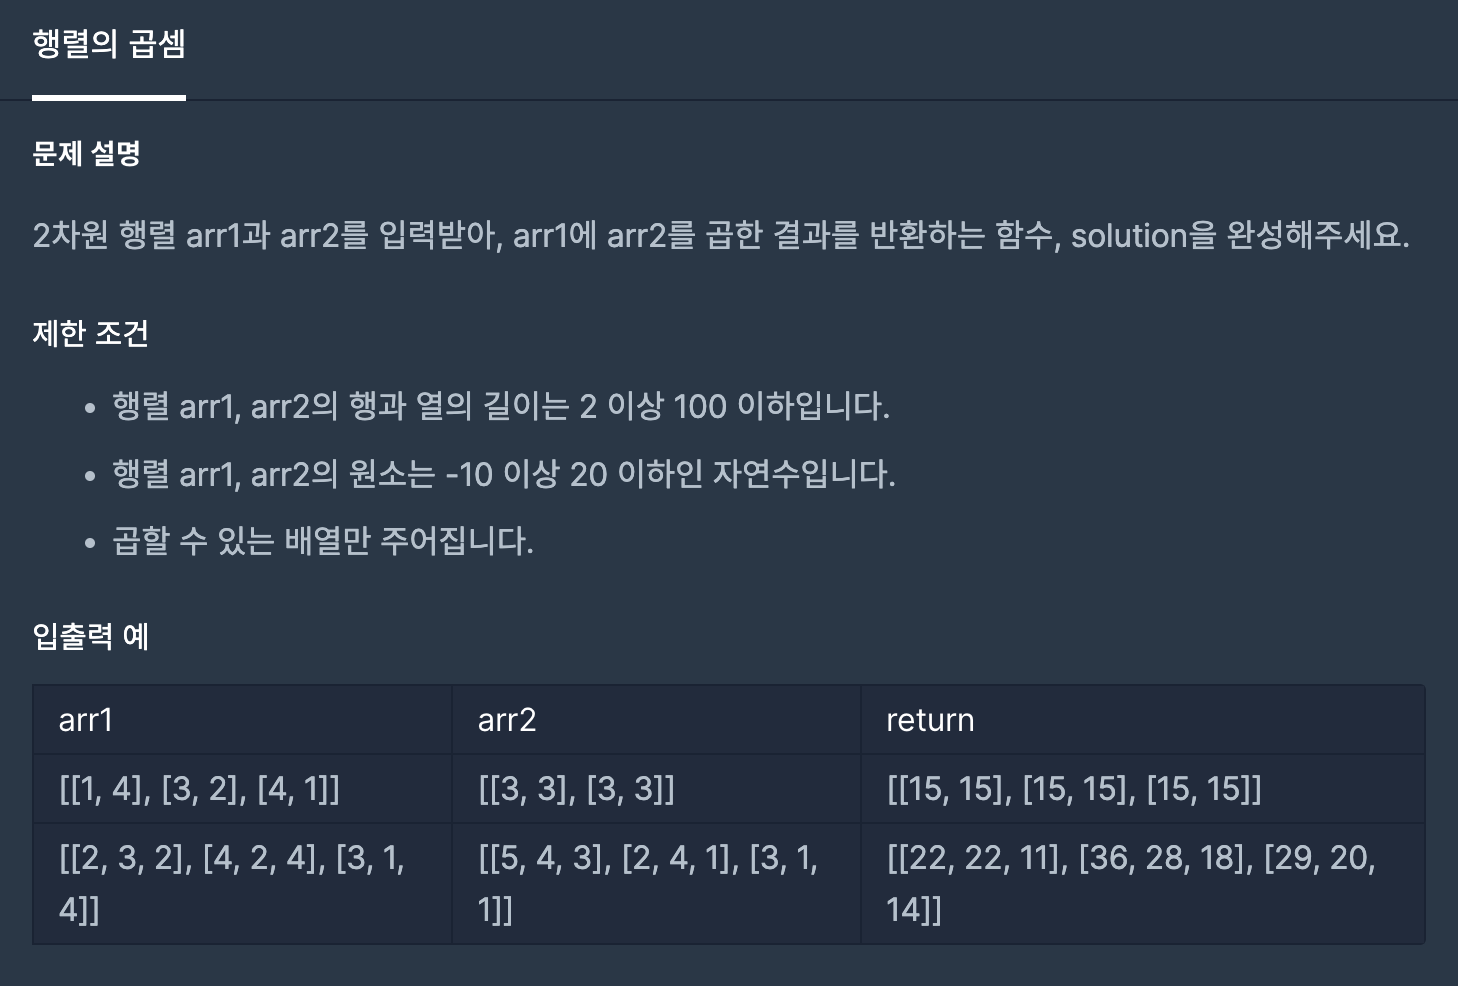 행렬의 곱셈
문제 설명
2차원 행렬 arr1과 arr2를 입력받아, arr1에 arr2를 곱한 결과를 반환하는 함수, solution을 완성해주세요.
제한 조건
• 행렬 arr1, arr2의 행과 열의 길이는 2 이상 100 이하입니다.
• 행렬 arr1, arr2의 원소는 -10 이상 20 이하인 자연수입니다.
• 곱할 수 있는 배열만 주어집니다.
입출력 예
arr1 arr2 return
[[1, 4], [3, 2], [4, 1]] [[3, 3], [3, 3]] [[15, 15], [15, 15], [15, 15]]
[[2, 3, 2], [4, 2, 4], [3, 1, [[5, 4, 3], [2, 4, 1], [3, 1, [[22, 22, 11], [36, 28, 18], [29, 20,
4]] 1]] 14]]